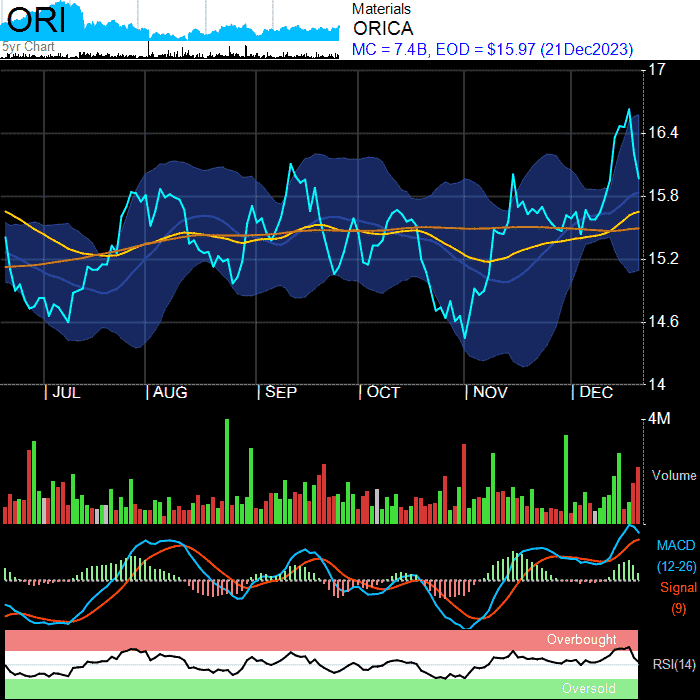 ORI
5yr Chart
Materials
ORICA
MC = 7.4B, EOD = $15.97 (21Dec2023)
17
16.4
15.8
15.2
14.6
14
JUL AUG SEP OCT NOV DEC
4M
Volume
MACD
(12-26)
Signal
(9)
Overbought
RSI(14)
Oversold